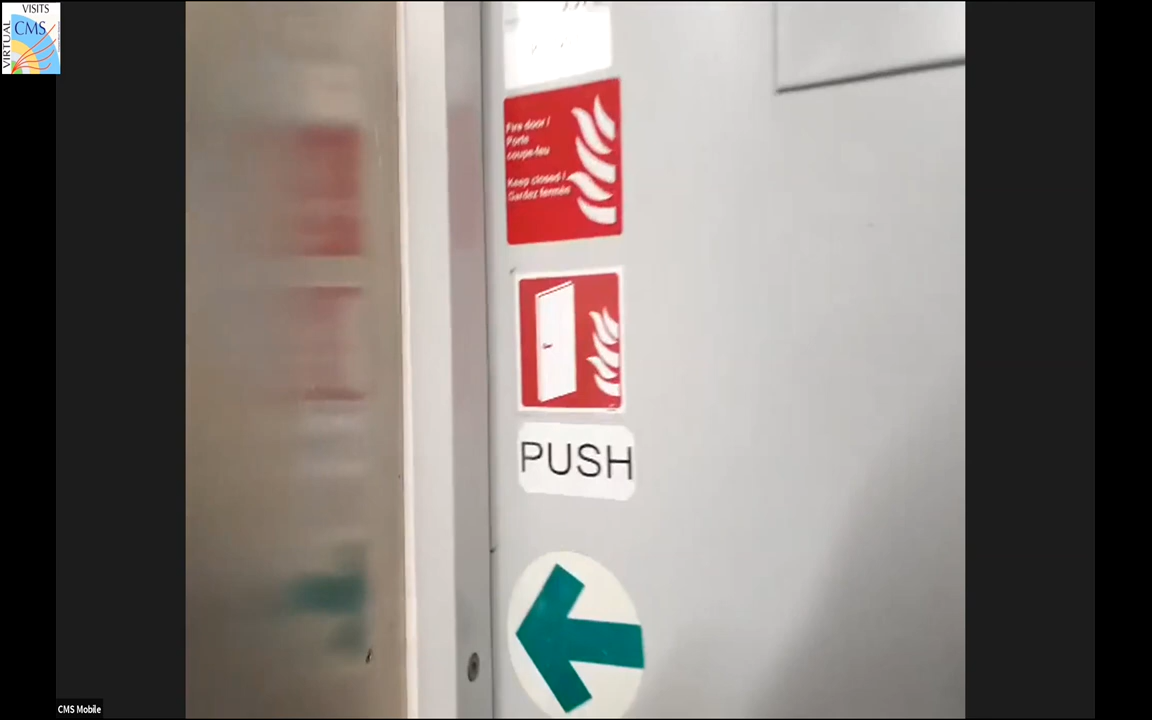 VISITS
VIRTUAL
CMS
Fire door /
Porte
coupe-feu
Keep closed /
Gardez fermée
PUSH
CMS Mobile